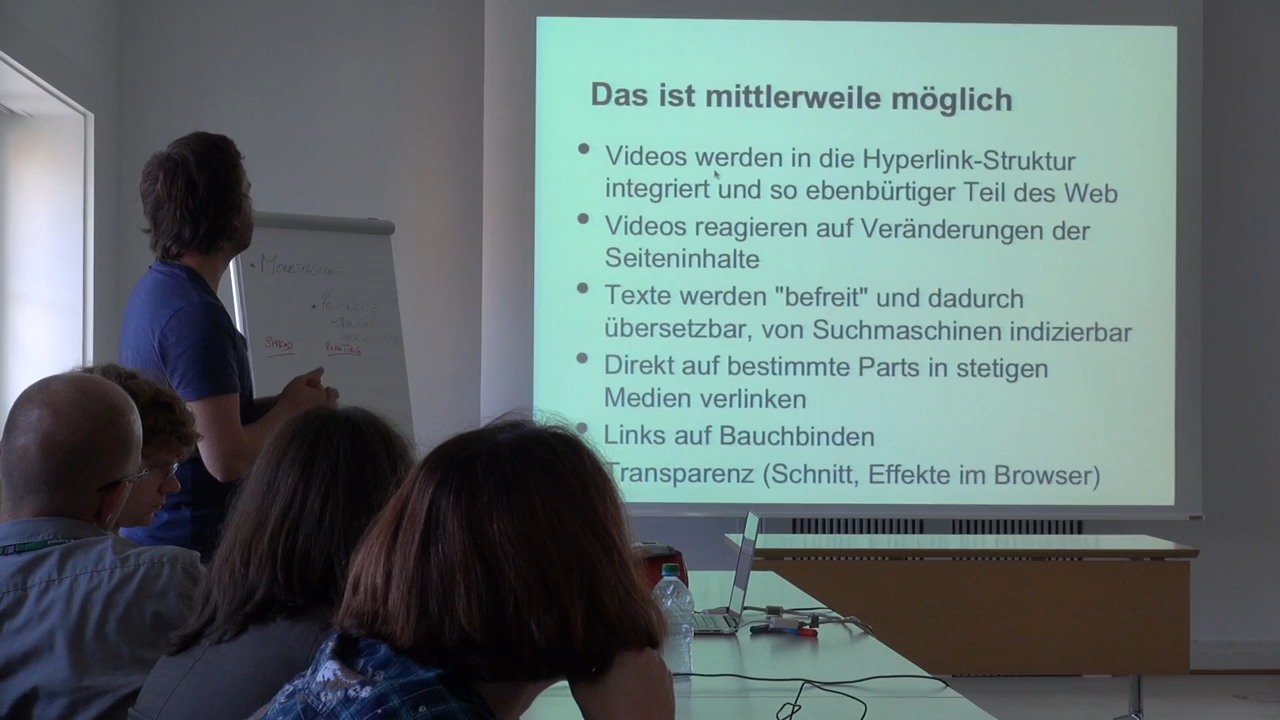 Das ist mittlerweile möglich
Videos werden in die Hyperlink-Struktur
integriert und so ebenbürtiger Teil des Web
Videos reagieren auf Veränderungen der
Seiteninhalte
Texte werden "befreit" und dadurch
übersetzbar, von Suchmaschinen indizierbar
Direkt auf bestimmte Parts in stetigen
Medien verlinken
Links auf Bauchbinden
Transparenz (Schnitt, Effekte im Browser)
MONETARISIERUNG
SPREAD